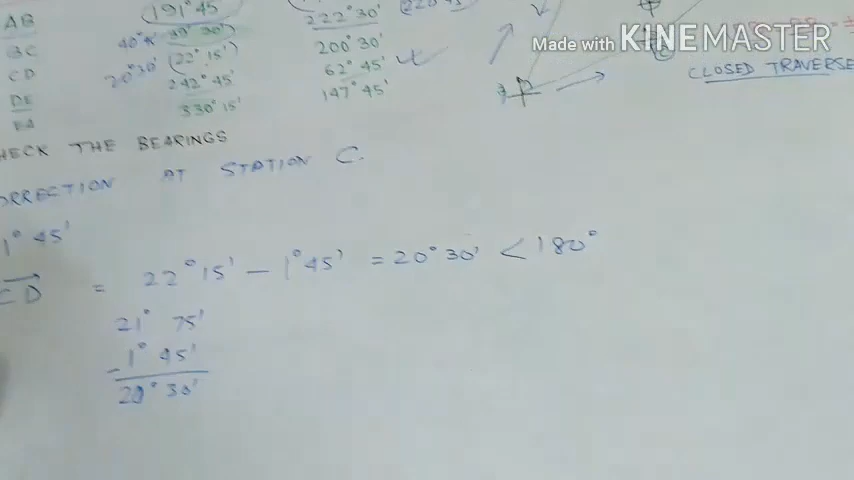 AB 191°45' 222°30'
BC 40°K 39°30') 200°30'
CD 20°30' (22°15') 62°45'
DE 242°45' 147°45'
EA 330°15'
Made with KINEMASTER
CLOSED TRAVERSE
HECK THE BEARINGS
ORRECTION AT STATION C
1°45'
CD = 22°15' - 1°45' = 20°30' < 180°
21° 75'
-1° 45'
20° 30'